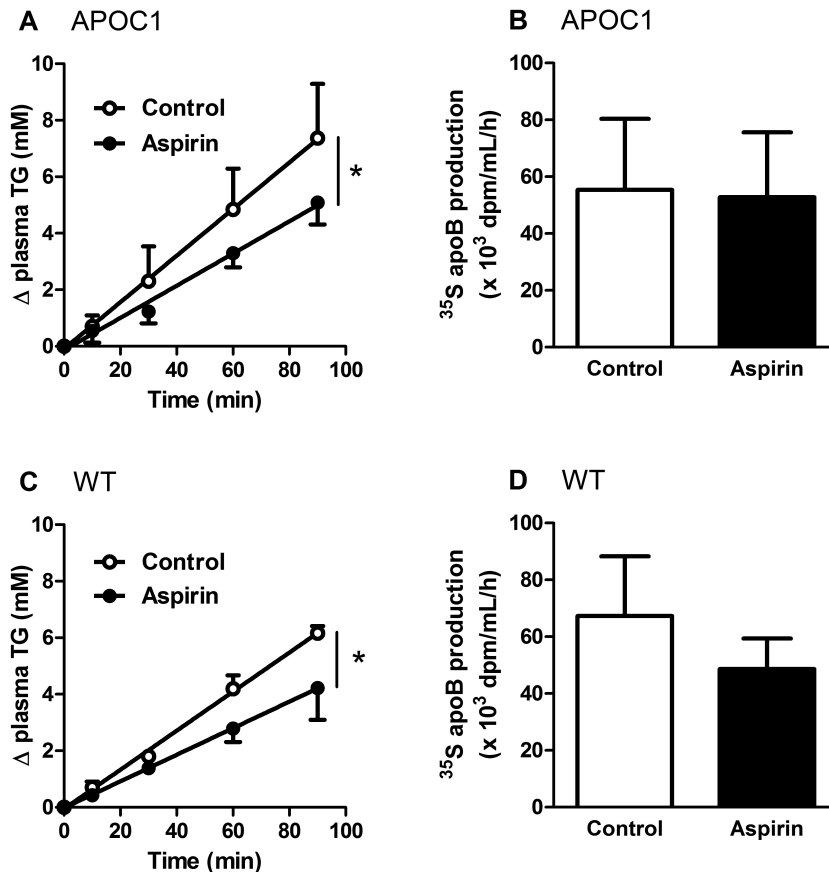 A APOC1
10
8
6
4
2
0
Δ plasma TG (mM)
Control
Aspirin
*
0 20 40 60 80 100
Time (min)
B APOC1
100
80
60
40
20
0
³⁵S apoB production
(x 10³ dpm/mL/h)
Control Aspirin
C WT
10
8
6
4
2
0
Δ plasma TG (mM)
Control
Aspirin
*
0 20 40 60 80 100
Time (min)
D WT
100
80
60
40
20
0
³⁵S apoB production
(x 10³ dpm/mL/h)
Control Aspirin